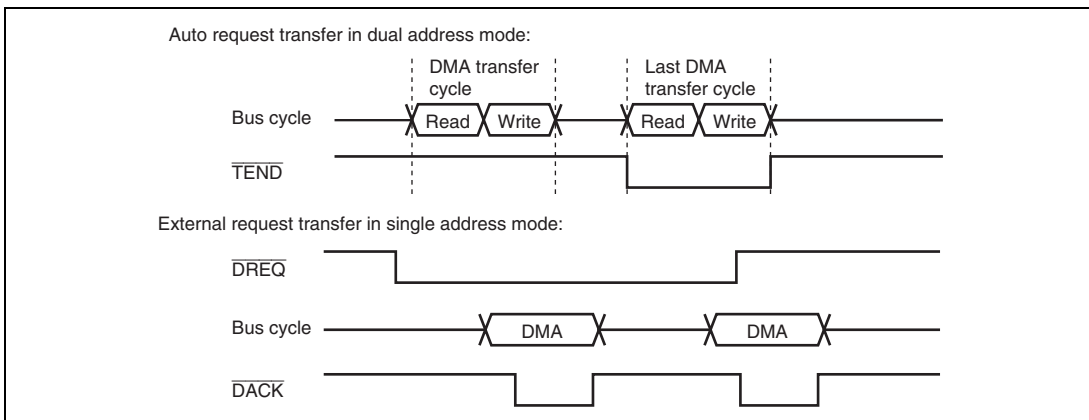 Auto request transfer in dual address mode:
DMA transfer
cycle
Last DMA
transfer cycle
Bus cycle
Read
Write
Read
Write
TEND
External request transfer in single address mode:
DREQ
Bus cycle
DMA
DMA
DACK